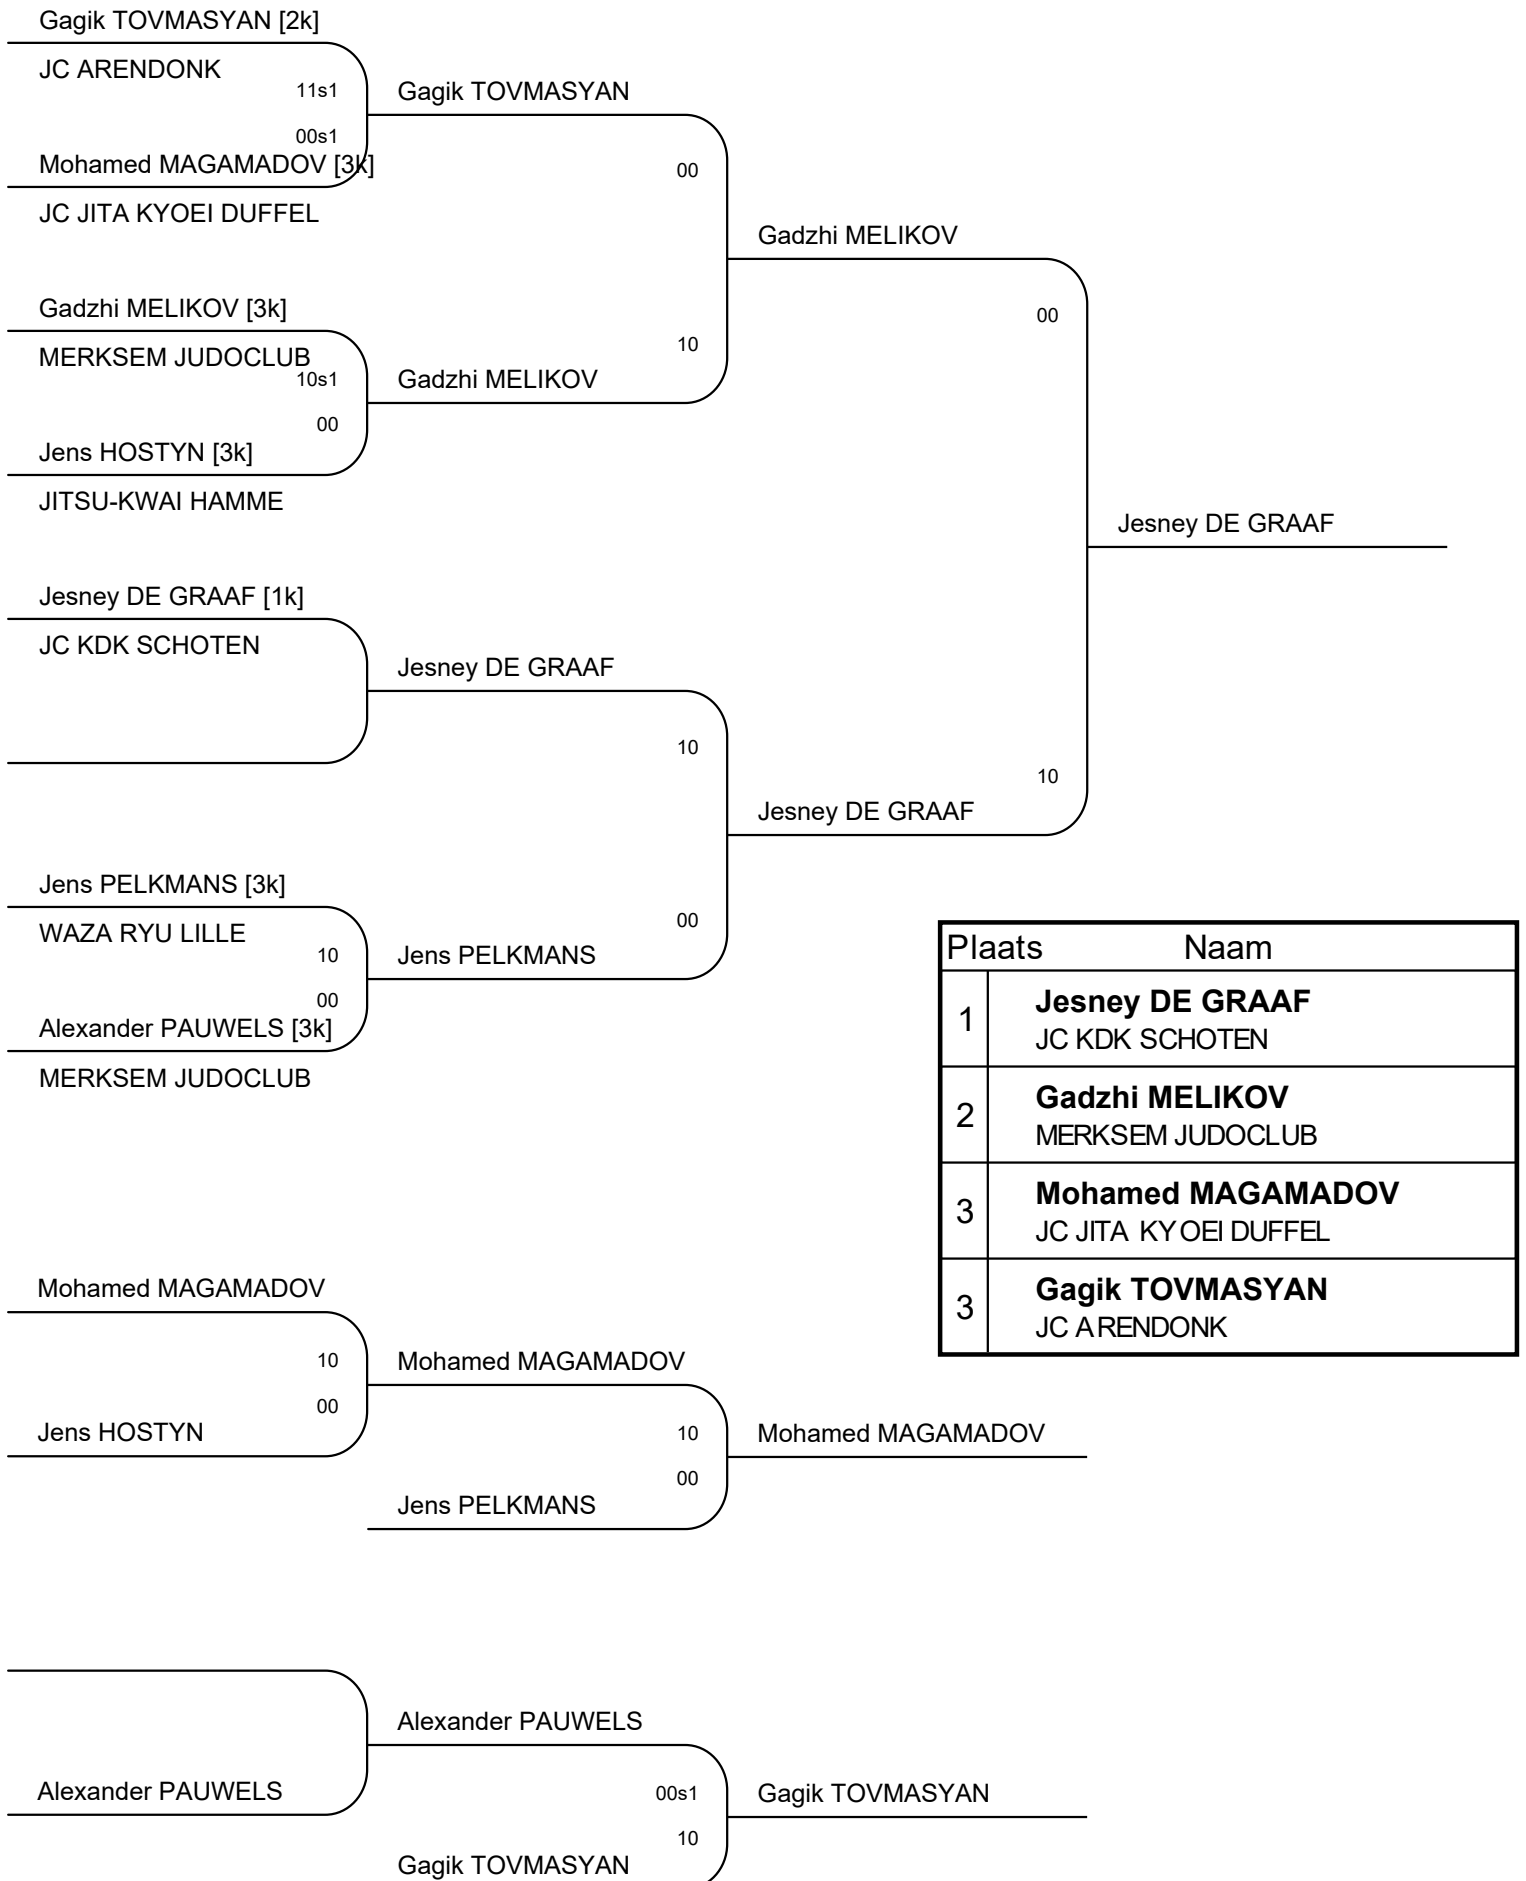 Gagik TOVMASYAN [2k]
JC ARENDONK
11s1
Gagik TOVMASYAN
00s1
Mohamed MAGAMADOV [3k]
00
JC JITA KYOEI DUFFEL
Gadzhi MELIKOV
Gadzhi MELIKOV [3k]
00
MERKSEM JUDOCLUB
10
10s1
Gadzhi MELIKOV
00
Jens HOSTYN [3k]
JITSU-KWAI HAMME
Jesney DE GRAAF
Jesney DE GRAAF [1k]
JC KDK SCHOTEN
Jesney DE GRAAF
10
10
Jesney DE GRAAF
Jens PELKMANS [3k]
00
WAZA RYU LILLE
10
Jens PELKMANS
00
Alexander PAUWELS [3k]
MERKSEM JUDOCLUB
Plaats Naam
1 Jesney DE GRAAF
JC KDK SCHOTEN
2 Gadzhi MELIKOV
MERKSEM JUDOCLUB
3 Mohamed MAGAMADOV
JC JITA KYOEI DUFFEL
3 Gagik TOVMASYAN
JC ARENDONK
Mohamed MAGAMADOV
10
Mohamed MAGAMADOV
00
Jens HOSTYN
10
Mohamed MAGAMADOV
00
Jens PELKMANS
Alexander PAUWELS
Alexander PAUWELS
00s1
Gagik TOVMASYAN
10
Gagik TOVMASYAN